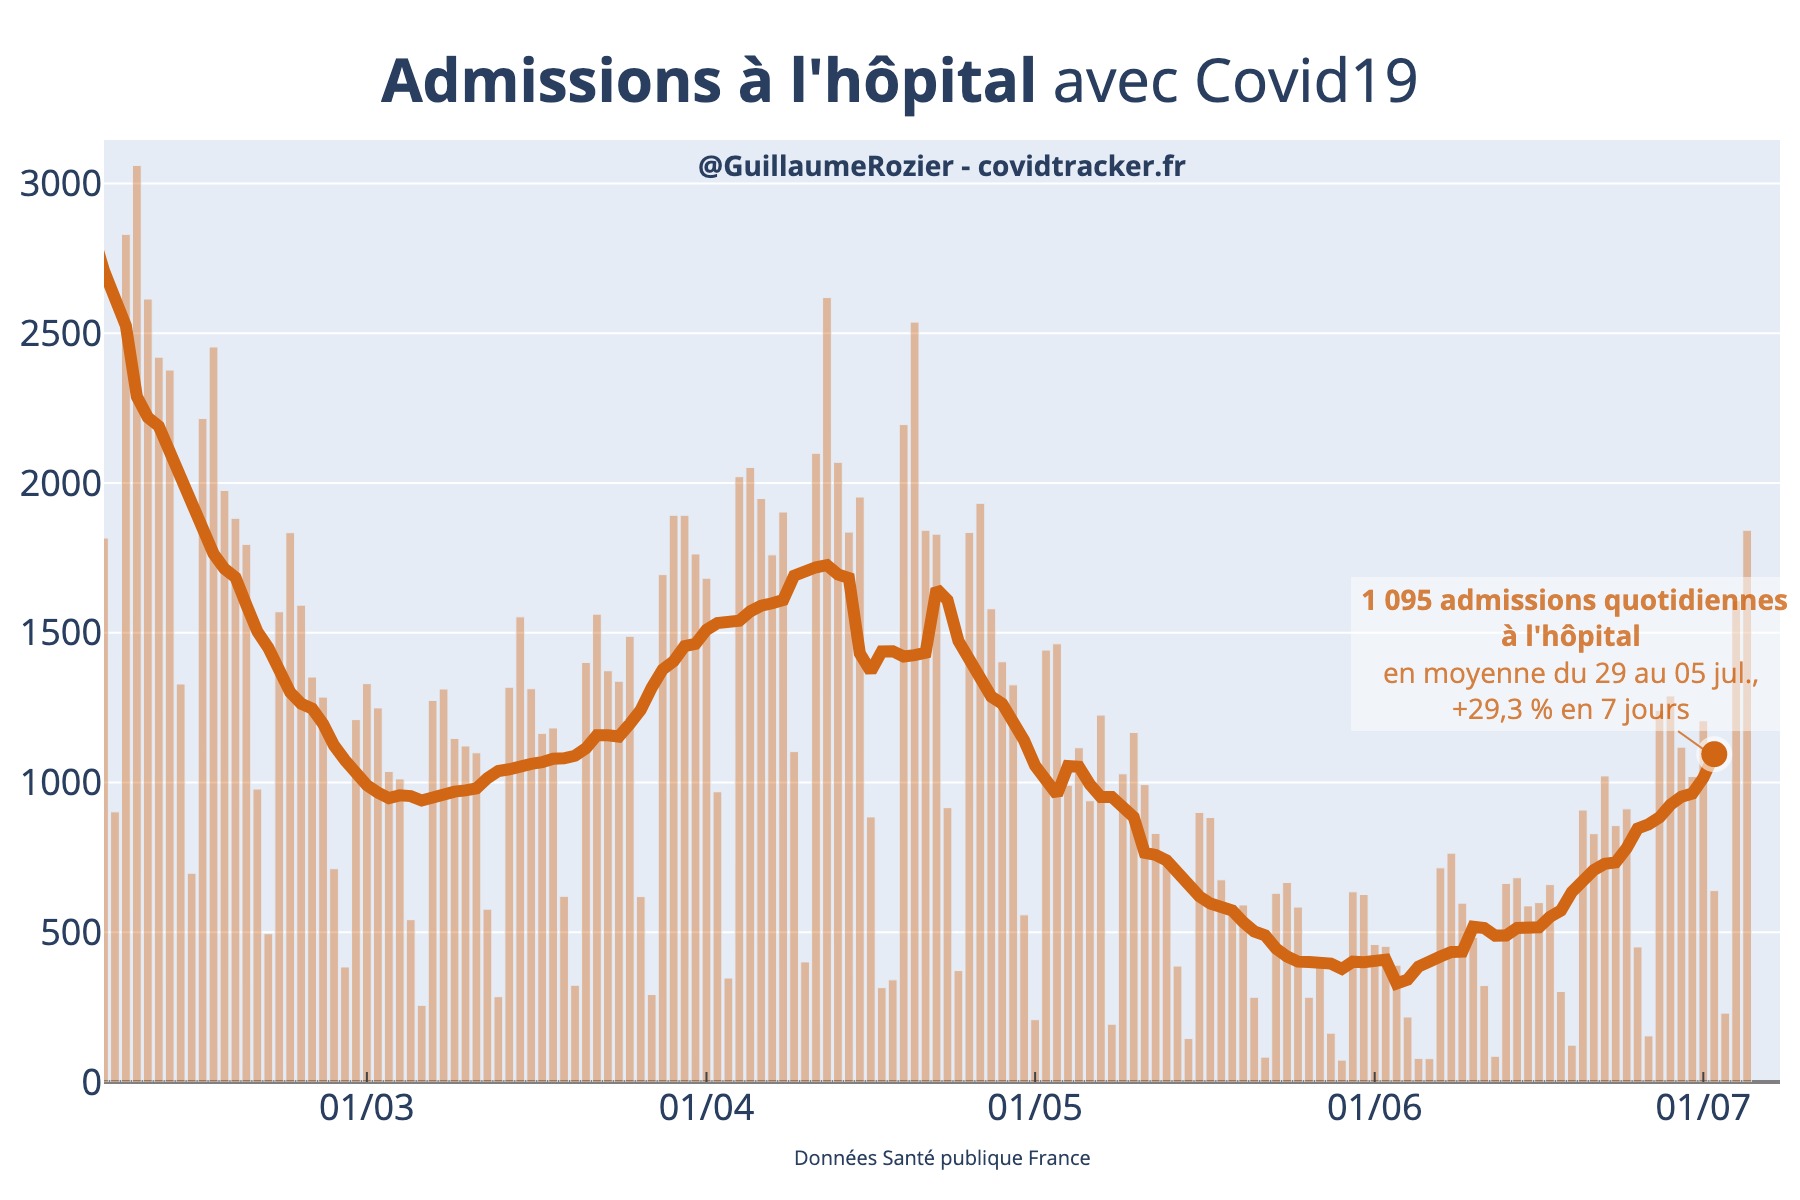 Admissions à l'hôpital avec Covid19
@GuillaumeRozier - covidtracker.fr
3000
2500
2000
1500
1000
500
0
1 095 admissions quotidiennes
à l'hôpital
en moyenne du 29 au 05 jul.,
+29,3 % en 7 jours
01/03 01/04 01/05 01/06 01/07
Données Santé publique France